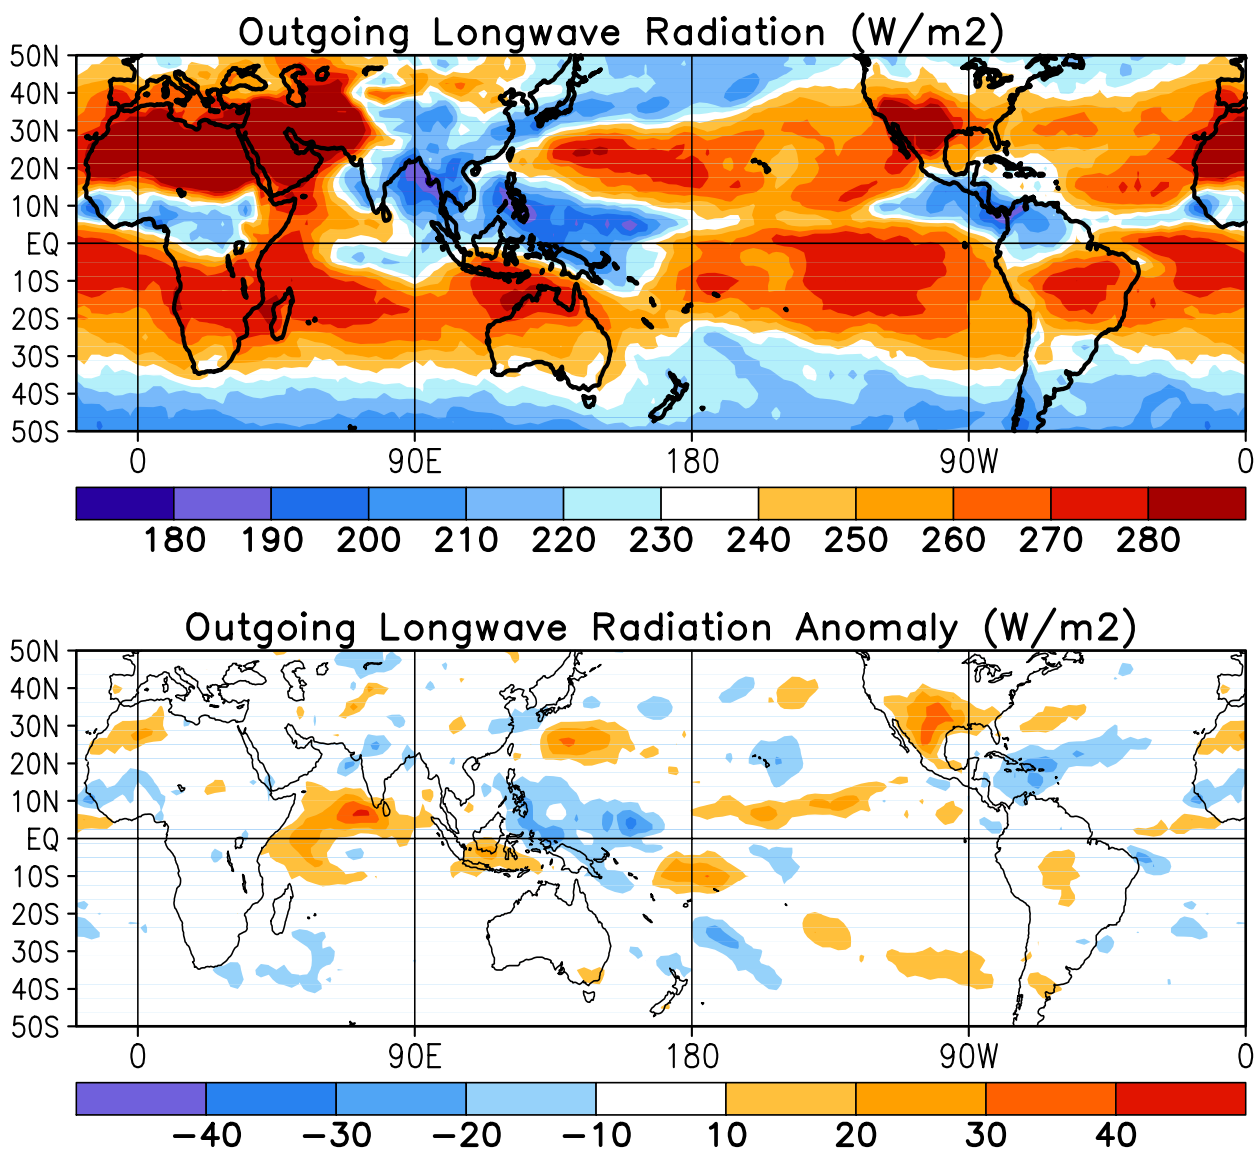 Outgoing Longwave Radiation (W/m2)
50N
40N
30N
20N
10N
EQ
10S
20S
30S
40S
50S
0 90E 180 90W 0
180 190 200 210 220 230 240 250 260 270 280
Outgoing Longwave Radiation Anomaly (W/m2)
50N
40N
30N
20N
10N
EQ
10S
20S
30S
40S
50S
0 90E 180 90W 0
−40 −30 −20 −10 10 20 30 40